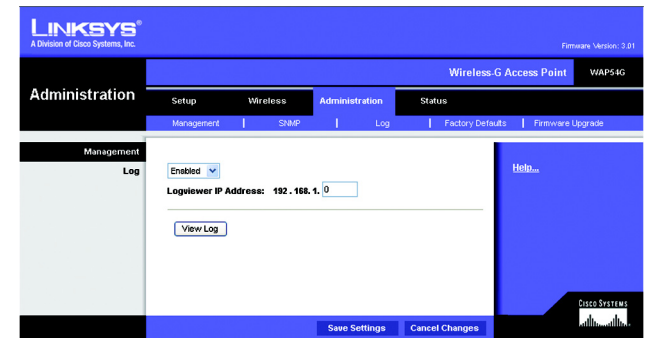 LINKSYS®
A Division of Cisco Systems, Inc.
Firmware Version: 3.01
Wireless-G Access Point WAP54G
Administration
Setup Wireless Administration Status
Management | SNMP | Log | Factory Defaults | Firmware Upgrade
Management
Log
Enabled
Help...
Logviewer IP Address: 192 . 168. 1. 0
View Log
CISCO SYSTEMS
Save Settings Cancel Changes